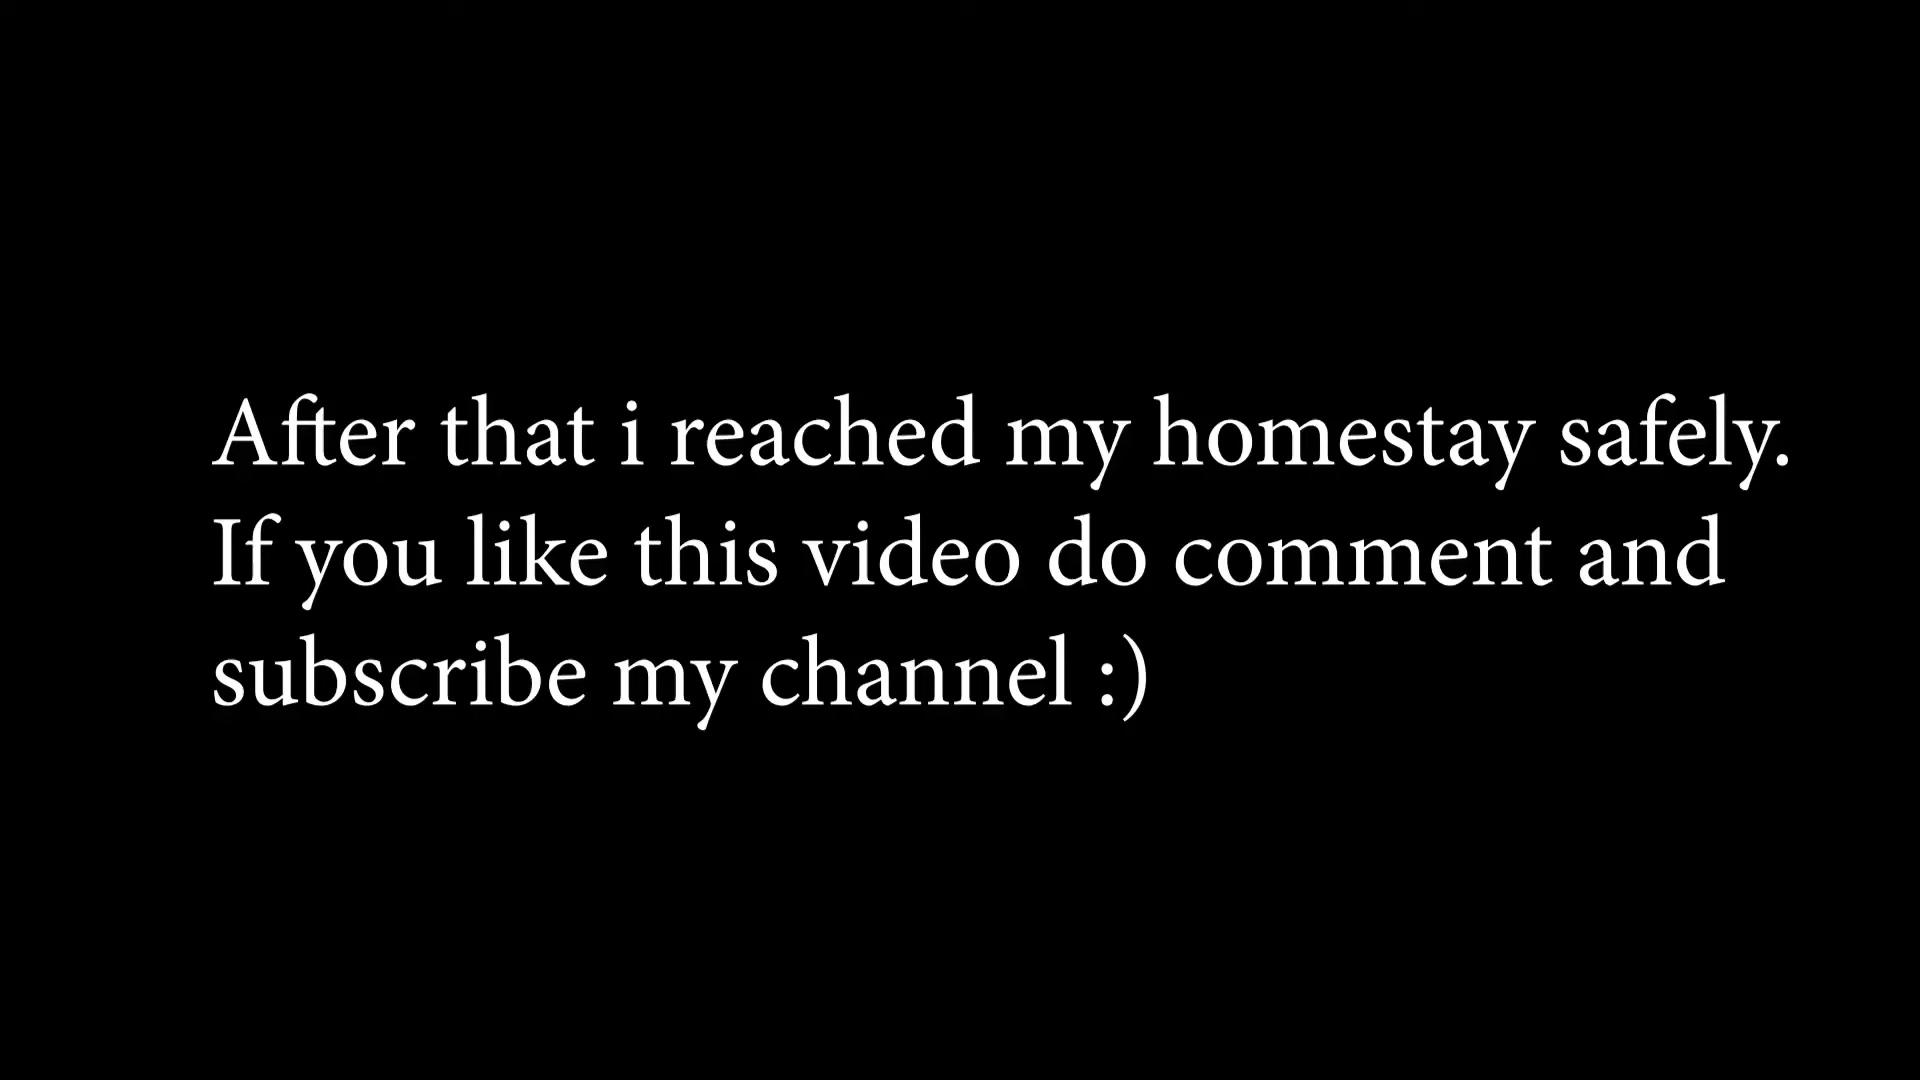 After that i reached my homestay safely.
If you like this video do comment and
subscribe my channel :)